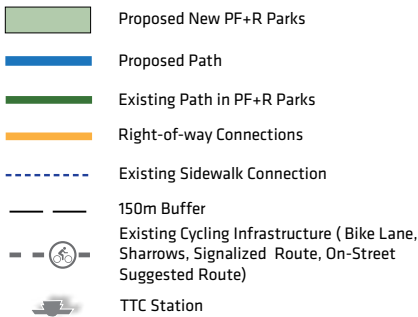 Proposed New PF+R Parks
Proposed Path
Existing Path in PF+R Parks
Right-of-way Connections
Existing Sidewalk Connection
150m Buffer
Existing Cycling Infrastructure ( Bike Lane,
Sharrows, Signalized Route, On-Street
Suggested Route)
TTC Station